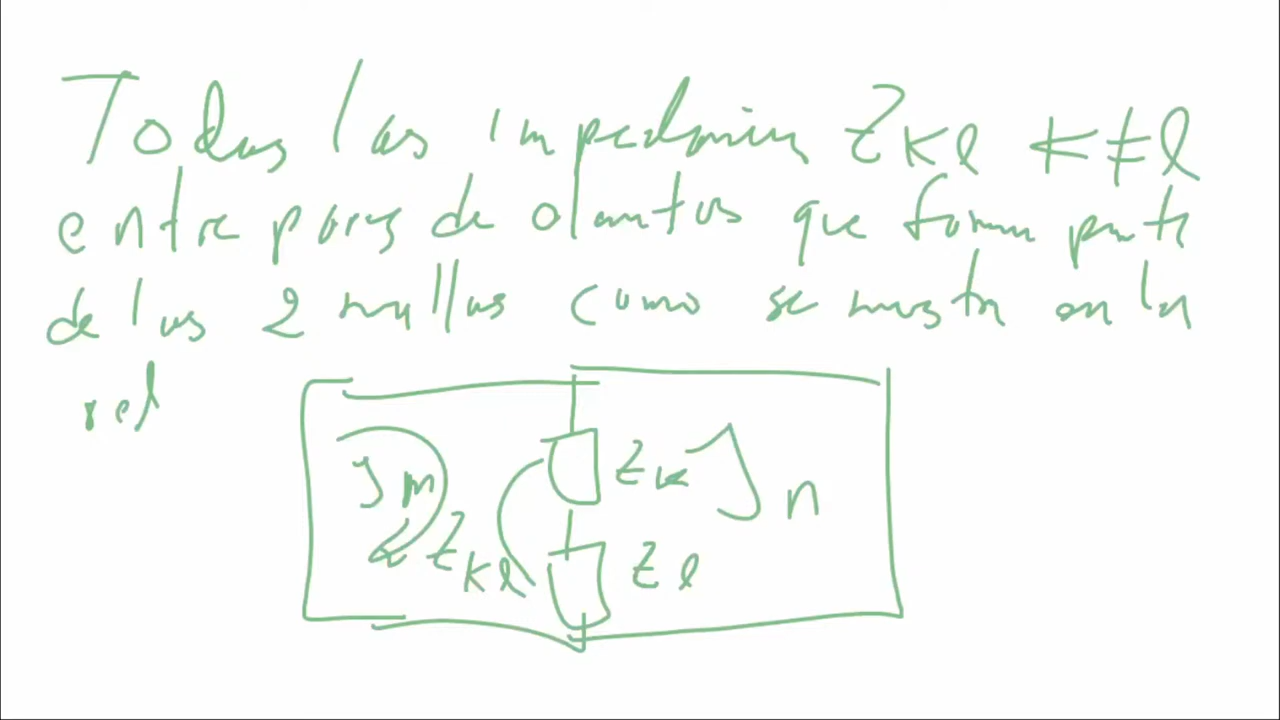 Todas las impedancias Zkl k≠l
entre pares de elementos que forman parte
de las 2 mallas como se muestra en la
red
Jm Zk Jn
Zkl Zl